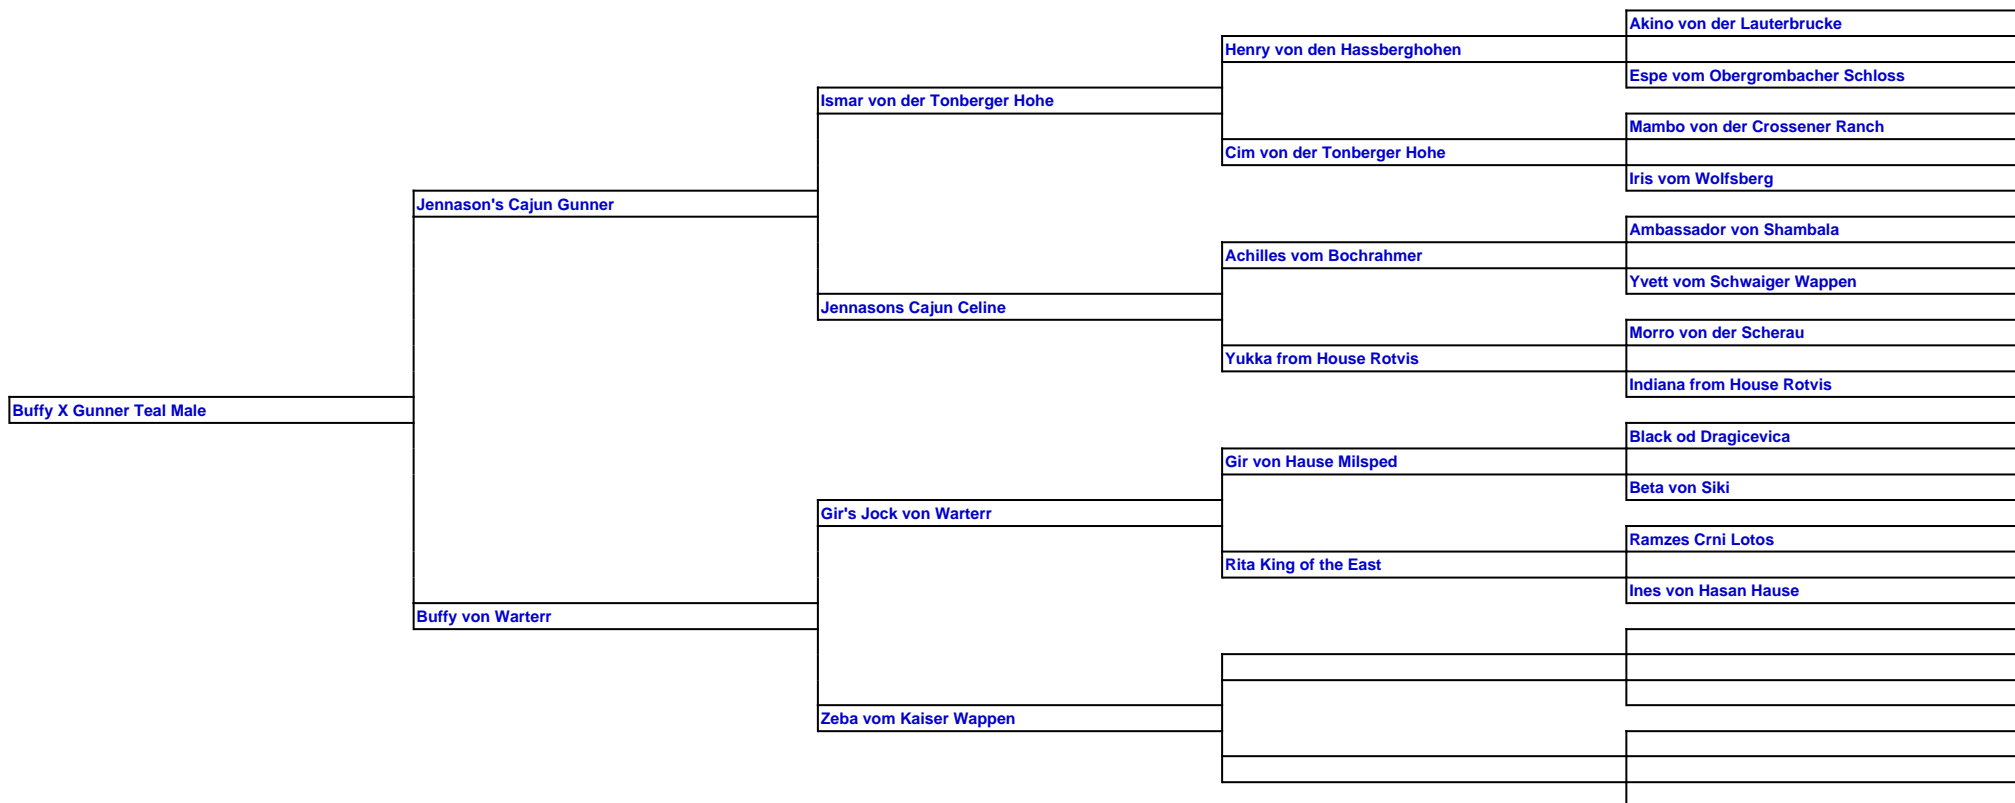 Akino von der Lauterbrucke
Henry von den Hassberghohen
Espe vom Obergrombacher Schloss
Ismar von der Tonberger Hohe
Mambo von der Crossener Ranch
Cim von der Tonberger Hohe
Iris vom Wolfsberg
Jennason's Cajun Gunner
Ambassador von Shambala
Achilles vom Bochrahmer
Yvett vom Schwaiger Wappen
Jennasons Cajun Celine
Morro von der Scherau
Yukka from House Rotvis
Indiana from House Rotvis
Buffy X Gunner Teal Male
Black od Dragicevica
Gir von Hause Milsped
Beta von Siki
Gir's Jock von Warterr
Ramzes Crni Lotos
Rita King of the East
Ines von Hasan Hause
Buffy von Warterr
Zeba vom Kaiser Wappen